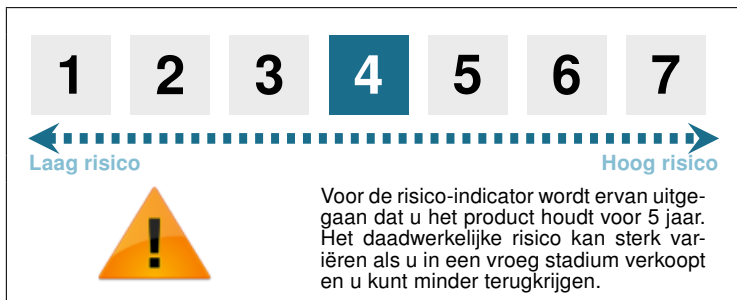 1 2 3 4 5 6 7
Laag risico Hoog risico
!
Voor de risico-indicator wordt ervan uitge-
gaan dat u het product houdt voor 5 jaar.
Het daadwerkelijke risico kan sterk var-
iëren als u in een vroeg stadium verkoopt
en u kunt minder terugkrijgen.